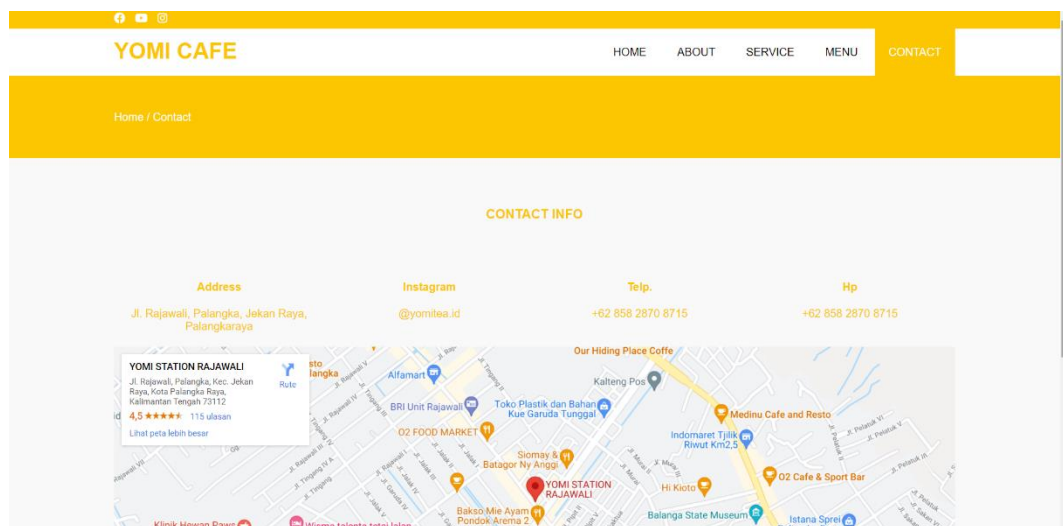 YOMI CAFE
HOME ABOUT SERVICE MENU CONTACT
Home / Contact
CONTACT INFO
Address
Jl. Rajawali, Palangka, Jekan Raya,
Palangkaraya
Instagram
@yomitea.id
Telp.
+62 858 2870 8715
Hp
+62 858 2870 8715
YOMI STATION RAJAWALI
Jl. Rajawali, Palangka, Kec. Jekan
Raya, Kota Palangka Raya,
Kalimantan Tengah 73112
Rute
4,5 115 ulasan
Lihat peta lebih besar
Our Hiding Place Coffe
Alfamart
Kalteng Pos
BRI Unit Rajawali
Toko Plastik dan Bahan
Kue Garuda Tunggal
Medinu Cafe and Resto
O2 FOOD MARKET
Indomaret Tjilik
Riwut Km2,5
Siomay &
Batagor Ny Anggi
O2 Cafe & Sport Bar
YOMI STATION
RAJAWALI
Hi Kioto
Bakso,Mie Ayam
Pondok Arema 2
Balanga State Museum
Istana Sprei